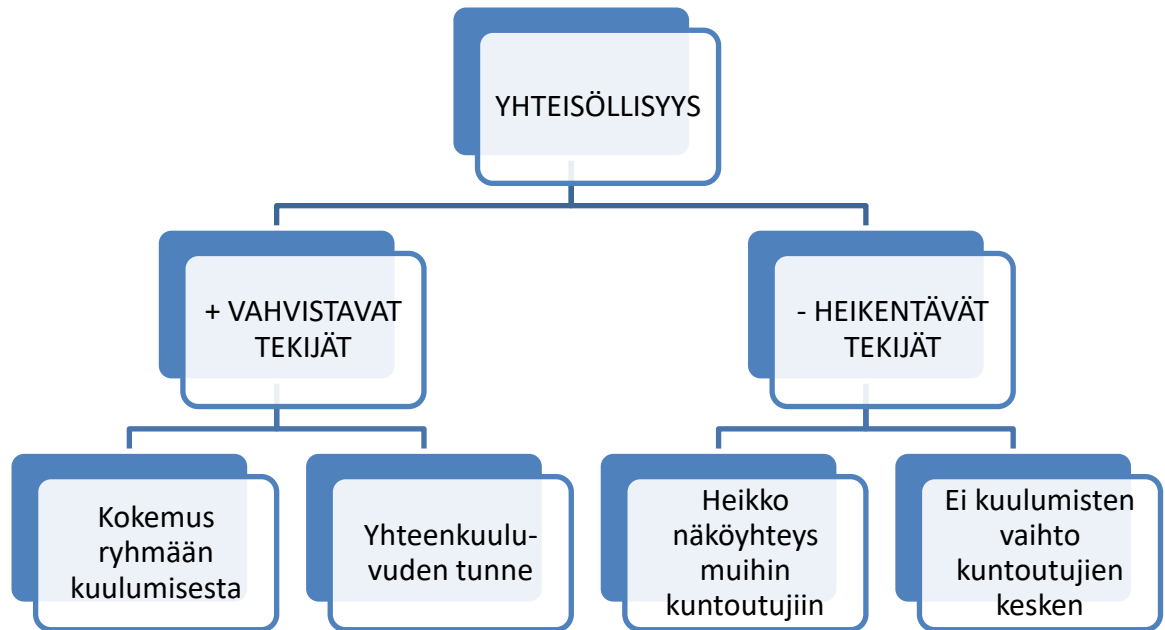 YHTEISÖLLISYYS
+ VAHVISTAVAT
TEKIJÄT
- HEIKENTÄVÄT
TEKIJÄT
Kokemus
ryhmään
kuulumisesta
Yhteenkuulu-
vuden tunne
Heikko
näköyhteys
muihin
kuntoutujiin
Ei kuulumisten
vaihto
kuntoutujien
kesken